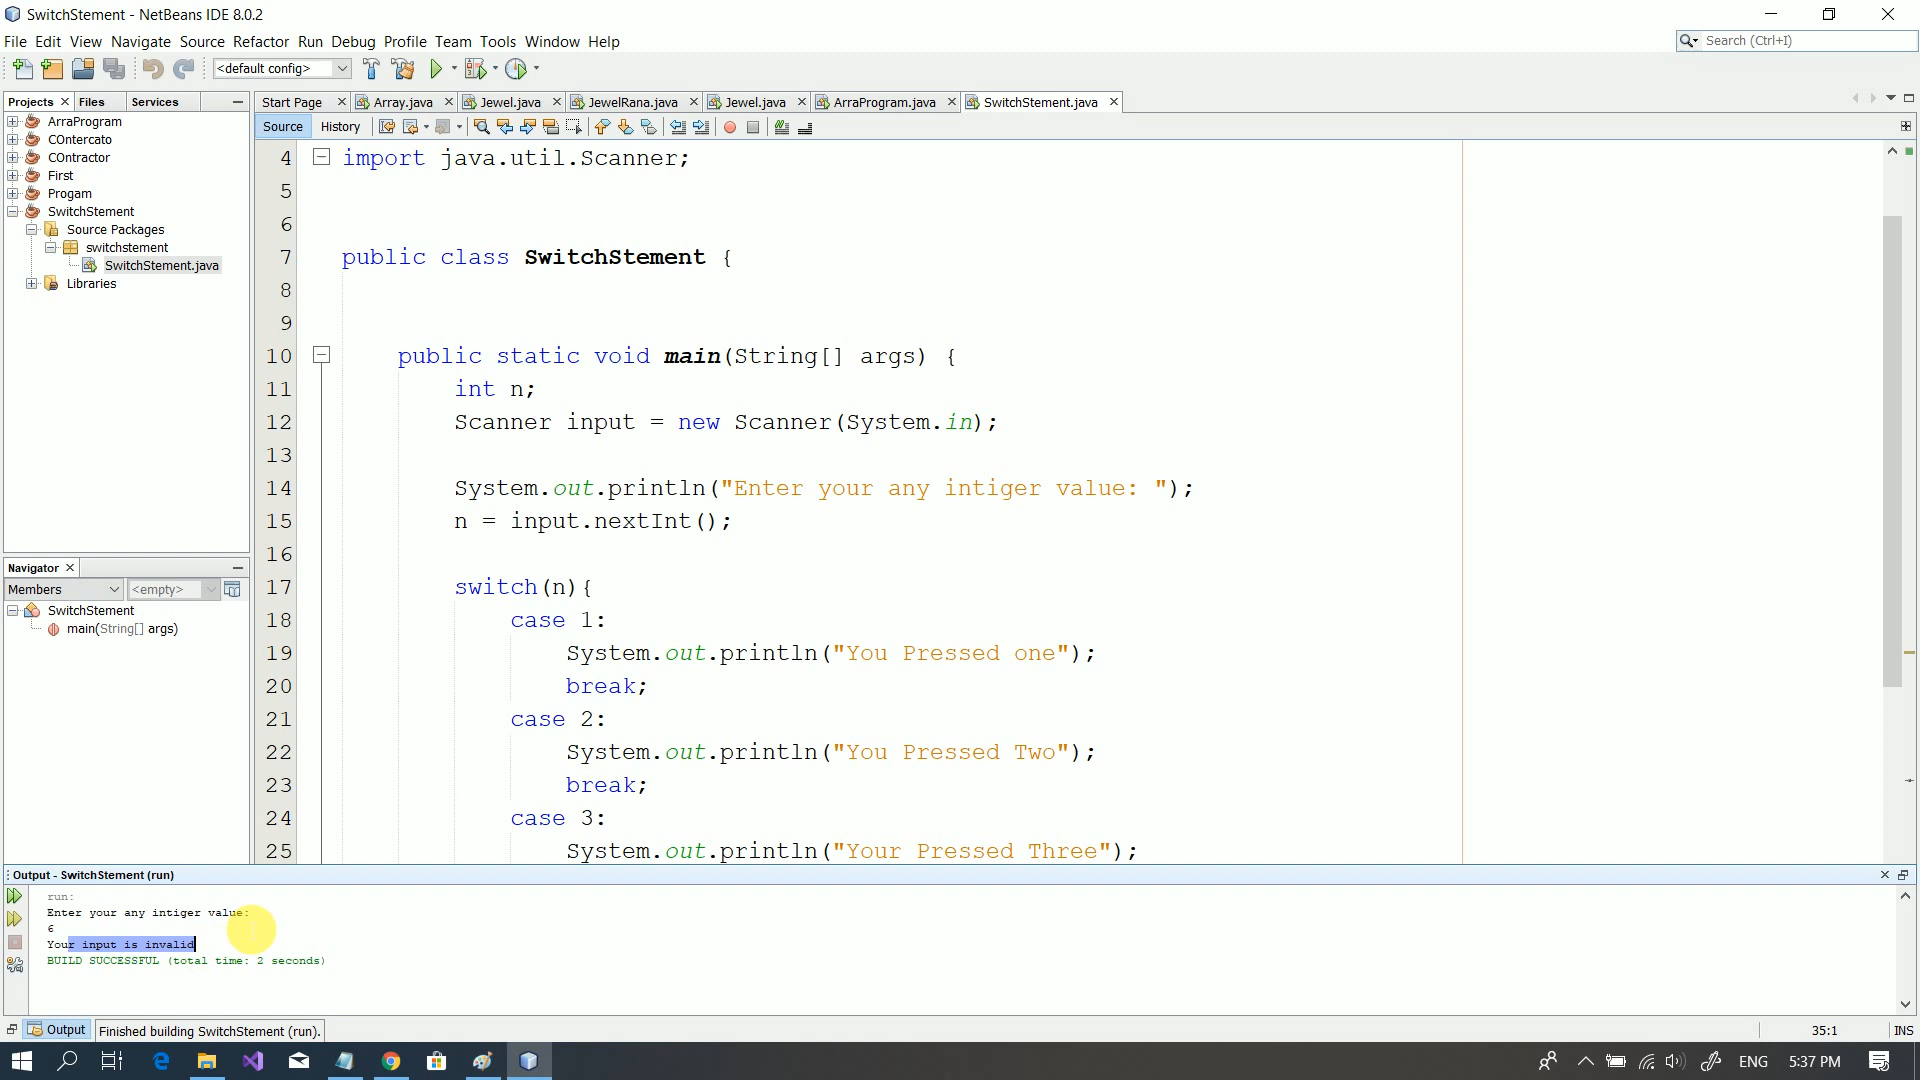 SwitchStement - NetBeans IDE 8.0.2
File Edit View Navigate Source Refactor Run Debug Profile Team Tools Window Help
Search (Ctrl+I)
<default config>
Projects Files Services
Start Page Array.java Jewel.java JewelRana.java Jewel.java ArraProgram.java SwitchStement.java
Source History
ArraProgram
COntercato
COntractor
First
Progam
SwitchStement
Source Packages
switchstement
SwitchStement.java
Libraries
Navigator
Members <empty>
SwitchStement
main(String[] args)
4 import java.util.Scanner;
5
6
7 public class SwitchStement {
8
9
10 public static void main(String[] args) {
11 int n;
12 Scanner input = new Scanner(System.in);
13
14 System.out.println("Enter your any intiger value: ");
15 n = input.nextInt();
16
17 switch(n){
18 case 1:
19 System.out.println("You Pressed one");
20 break;
21 case 2:
22 System.out.println("You Pressed Two");
23 break;
24 case 3:
25 System.out.println("Your Pressed Three");
Output - SwitchStement (run)
run:
Enter your any intiger value:
6
Your input is invalid
BUILD SUCCESSFUL (total time: 2 seconds)
Output Finished building SwitchStement (run).
35:1 INS
ENG 5:37 PM